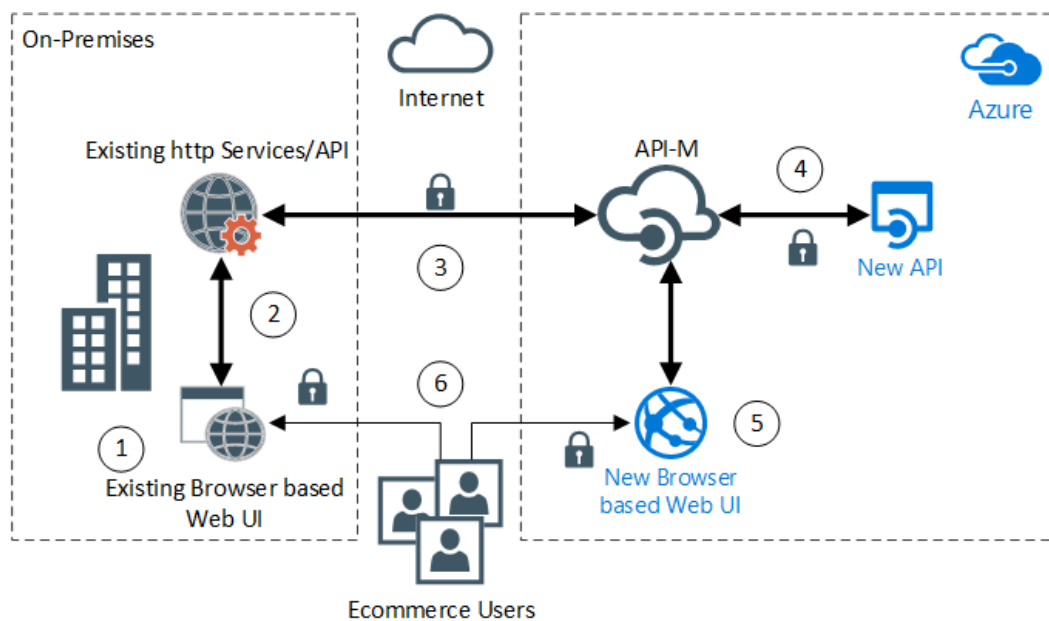 On-Premises
Internet
Azure
Existing http Services/API
API-M
4
New API
3
2
6
5
1
Existing Browser based
Web UI
New Browser
based Web UI
Ecommerce Users